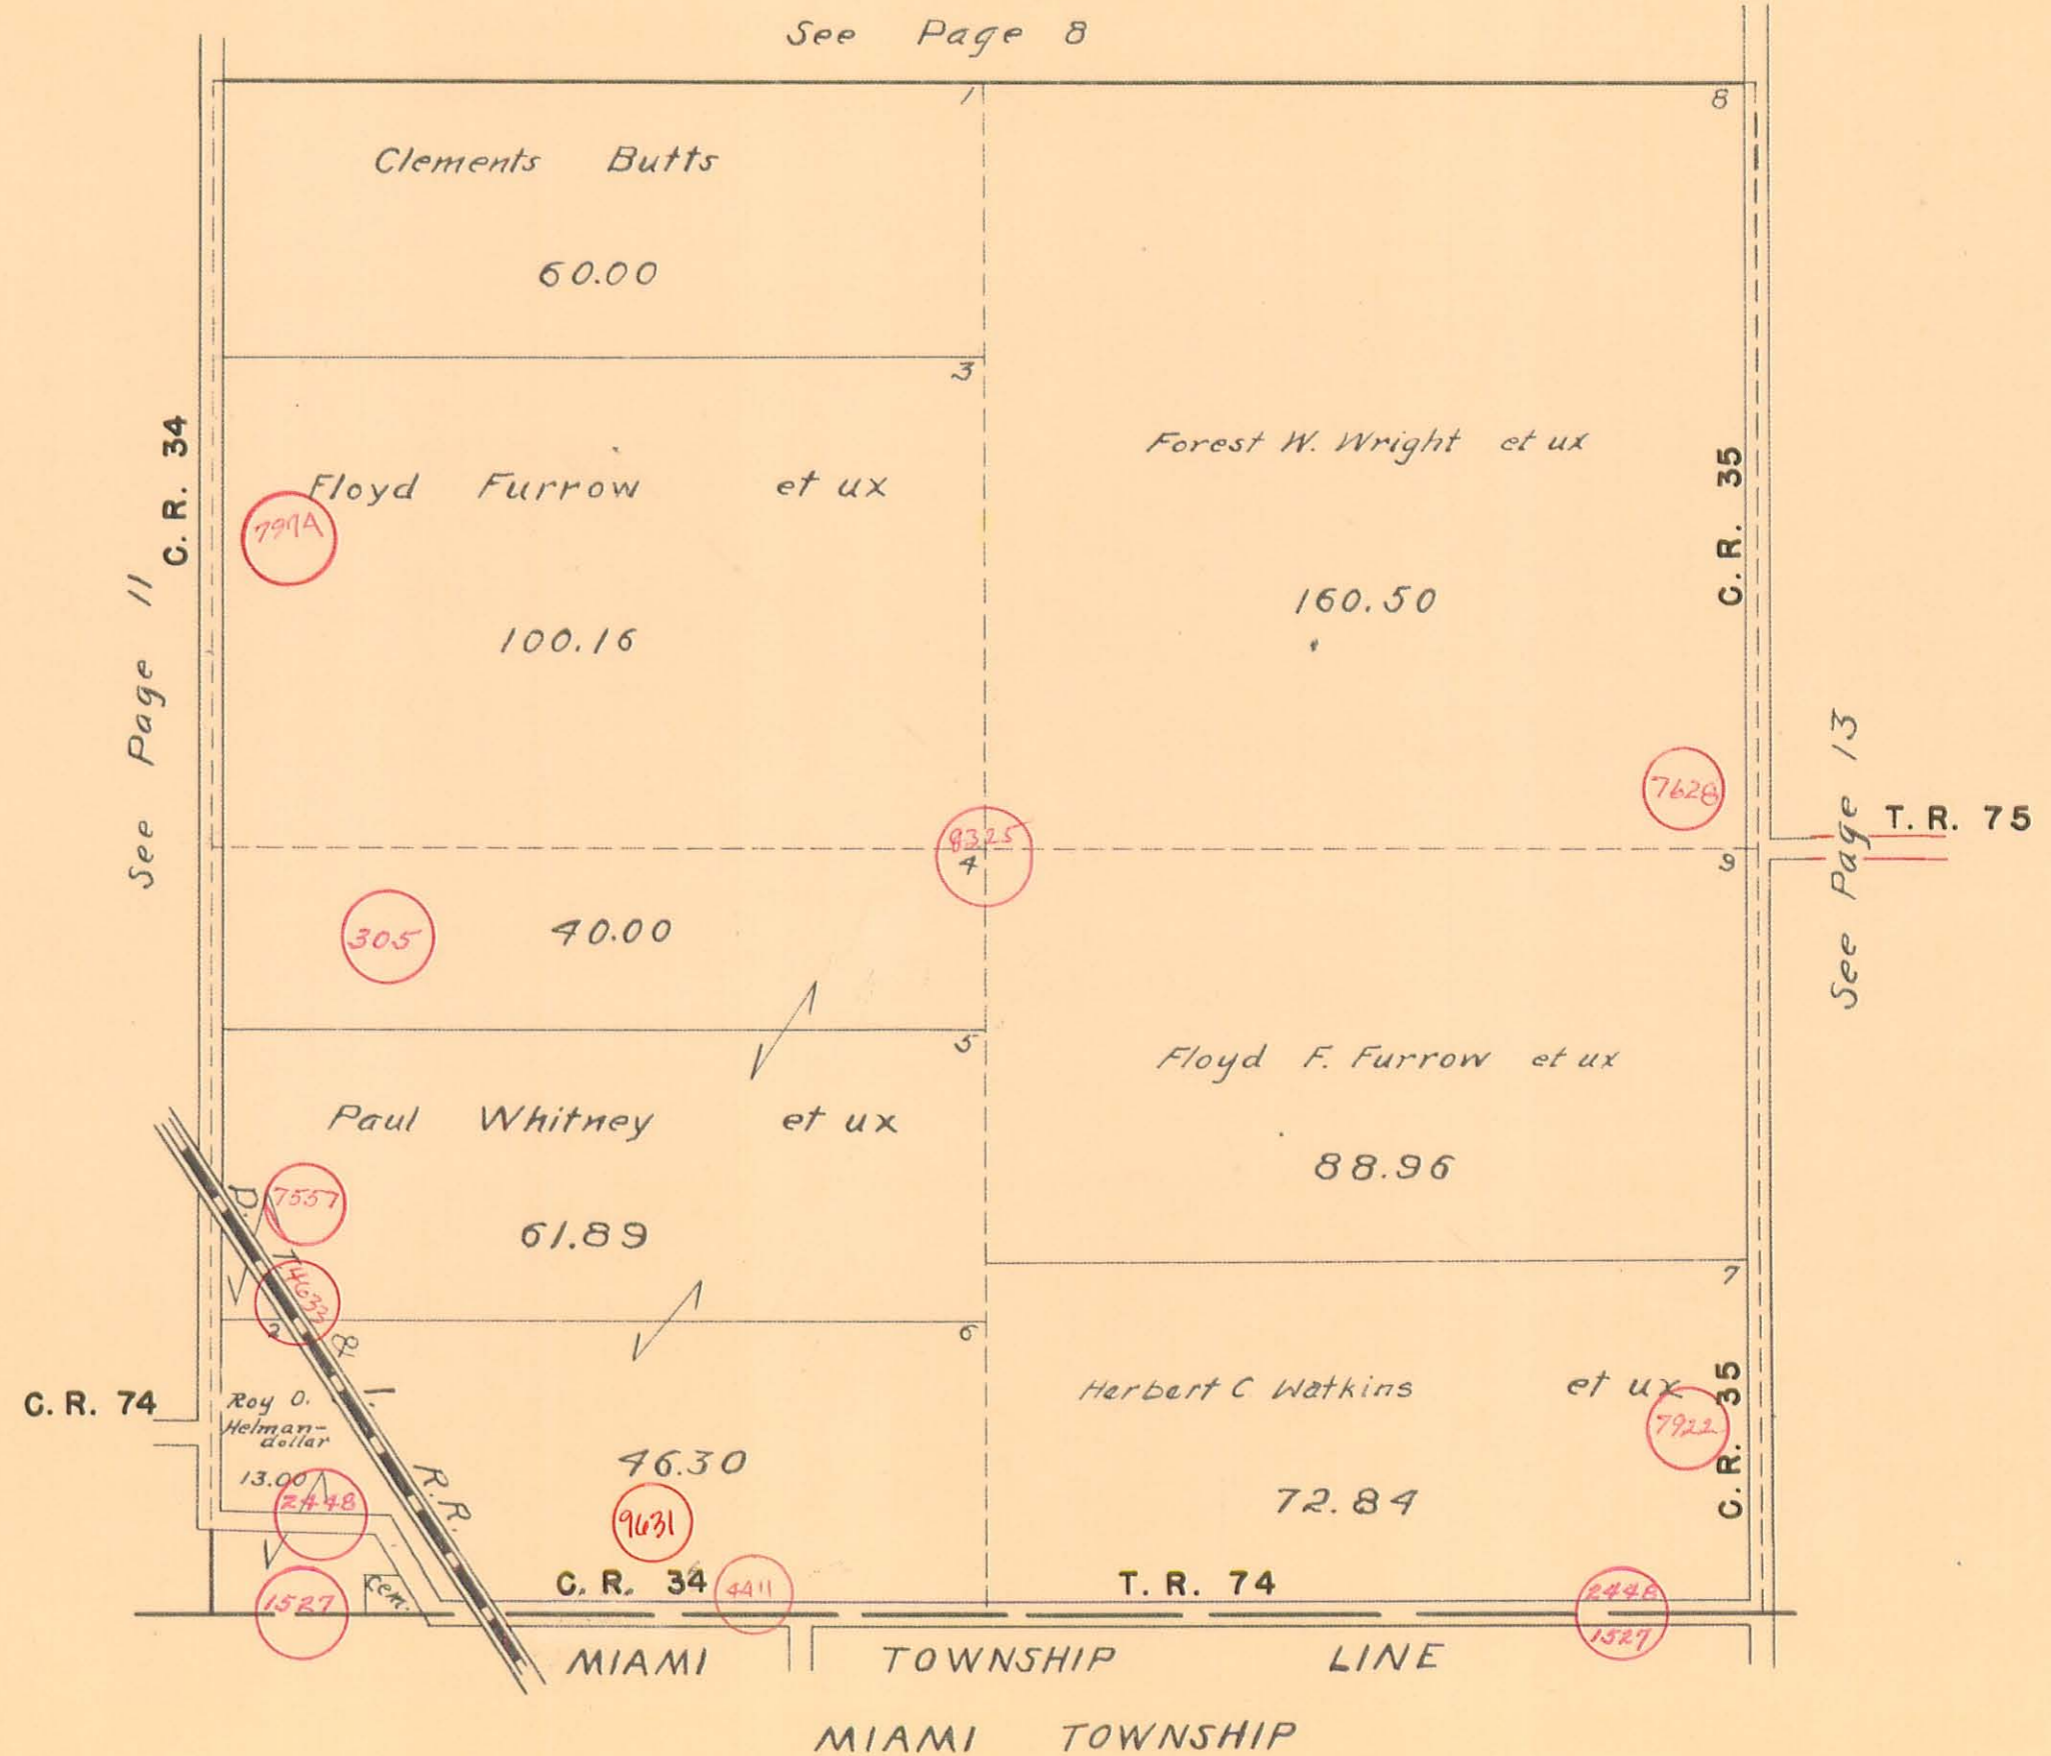 See Page 8
1
8
Clements Butts
60.00
3
C. R. 34
Floyd Furrow et ux
Forest W. Wright et ux
C. R. 35
100.16
160.50
See Page 11
See Page 13
7628
T. R. 75
8325
4
9
305
40.00
5
Floyd F. Furrow et ux
Paul Whitney et ux
88.96
7557
61.89
D. T. & I. R.R.
4633
7
2
6
C. R. 74
Roy O.
Helman-
dollar
13.00
Herbert C Watkins et ux
C. R. 35
7922
46.30
2448
72.84
9631
C. R. 34
4411
T. R. 74
2448
1527
1527
Cem.
MIAMI TOWNSHIP LINE
MIAMI TOWNSHIP